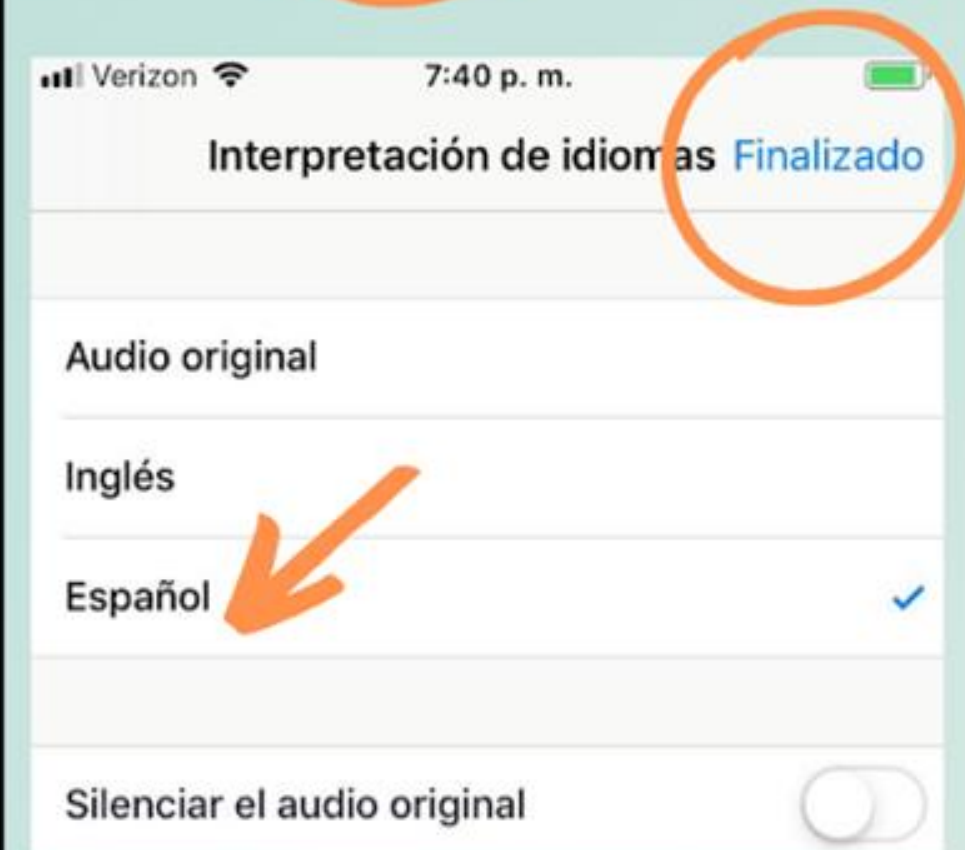 Verizon 7:40 p. m.
Interpretación de idiomas Finalizado
Audio original
Inglés
Español
Silenciar el audio original